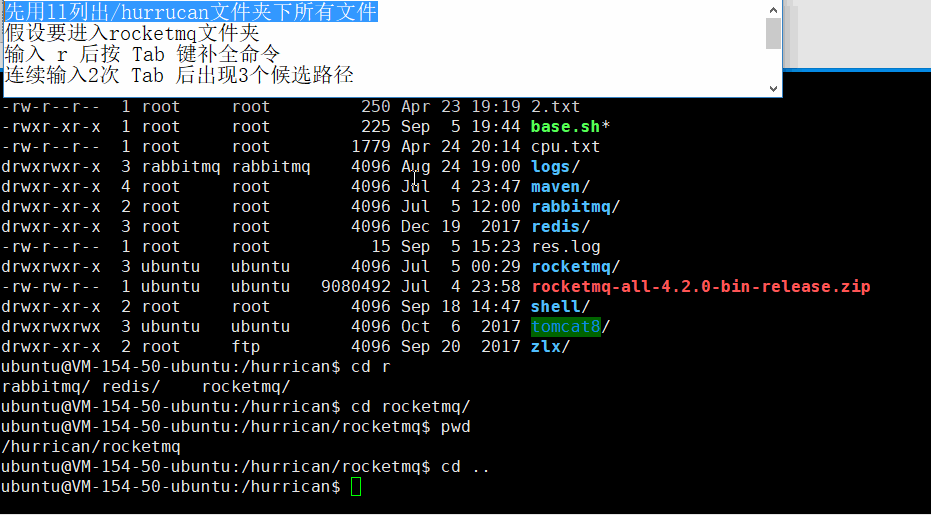 先用ll列出/hurrucan文件夹下所有文件
假设要进入rocketmq文件夹
输入 r 后按 Tab 键补全命令
连续输入2次 Tab 后出现3个候选路径
-rw-r--r-- 1 root root 250 Apr 23 19:19 2.txt
-rwxr-xr-x 1 root root 225 Sep 5 19:44 base.sh*
-rw-r--r-- 1 root root 1779 Apr 24 20:14 cpu.txt
drwxrwxr-x 3 rabbitmq rabbitmq 4096 Aug 24 19:00 logs/
drwxr-xr-x 4 root root 4096 Jul 4 23:47 maven/
drwxr-xr-x 2 root root 4096 Jul 5 12:00 rabbitmq/
drwxr-xr-x 3 root root 4096 Dec 19 2017 redis/
-rw-r--r-- 1 root root 15 Sep 5 15:23 res.log
drwxrwxr-x 3 ubuntu ubuntu 4096 Jul 5 00:29 rocketmq/
-rw-rw-r-- 1 ubuntu ubuntu 9080492 Jul 4 23:58 rocketmq-all-4.2.0-bin-release.zip
drwxr-xr-x 2 root root 4096 Sep 18 14:47 shell/
drwxrwxrwx 3 ubuntu ubuntu 4096 Oct 6 2017 tomcat8/
drwxr-xr-x 2 root ftp 4096 Sep 20 2017 zlx/
ubuntu@VM-154-50-ubuntu:/hurrican$ cd r
rabbitmq/ redis/ rocketmq/
ubuntu@VM-154-50-ubuntu:/hurrican$ cd rocketmq/
ubuntu@VM-154-50-ubuntu:/hurrican/rocketmq$ pwd
/hurrican/rocketmq
ubuntu@VM-154-50-ubuntu:/hurrican/rocketmq$ cd ..
ubuntu@VM-154-50-ubuntu:/hurrican$